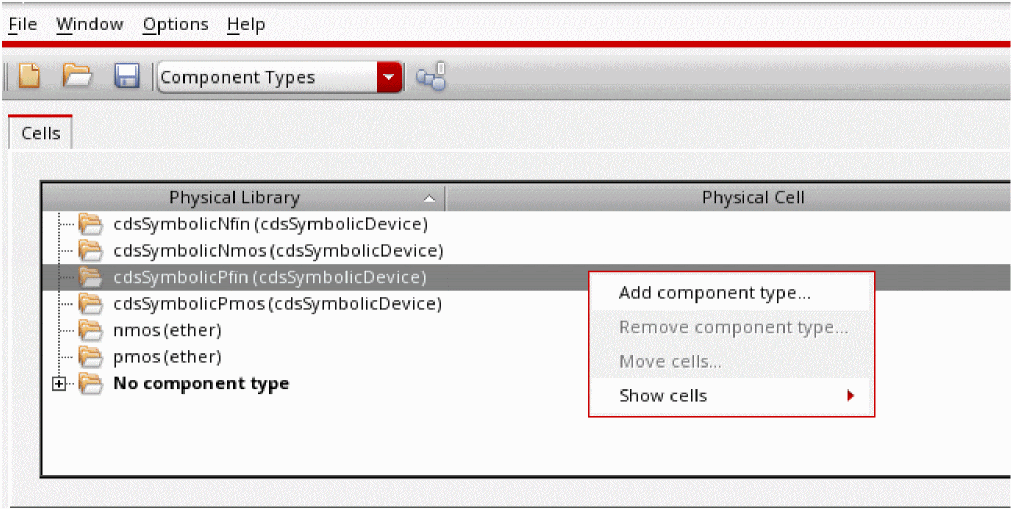 File Window Options Help
Component Types
Cells
Physical Library Physical Cell
cdsSymbolicNfin (cdsSymbolicDevice)
cdsSymbolicNmos (cdsSymbolicDevice)
cdsSymbolicPfin (cdsSymbolicDevice)
cdsSymbolicPmos (cdsSymbolicDevice)
nmos (ether)
pmos (ether)
No component type
Add component type...
Remove component type...
Move cells...
Show cells